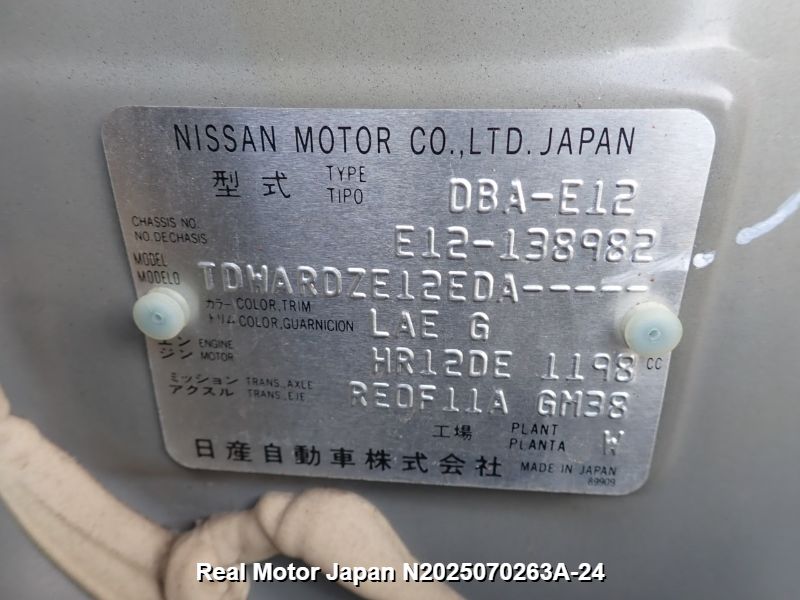 NISSAN MOTOR CO.,LTD. JAPAN
型式 TYPE TIPO DBA-E12
CHASSIS NO. NO.DECHASIS E12-138982
MODEL MODELO TDHARDZE12EDA-----
カラー COLOR,TRIM
トリム COLOR,GUARNICION LAE G
エン ENGINE
ジン MOTOR HR12DE 1198 CC
ミッション TRANS.,AXLE
アクスル TRANS.,EJE RE0F11A GM38
工場 PLANT PLANTA W
日産自動車株式会社 MADE IN JAPAN
89909
Real Motor Japan N2025070263A-24